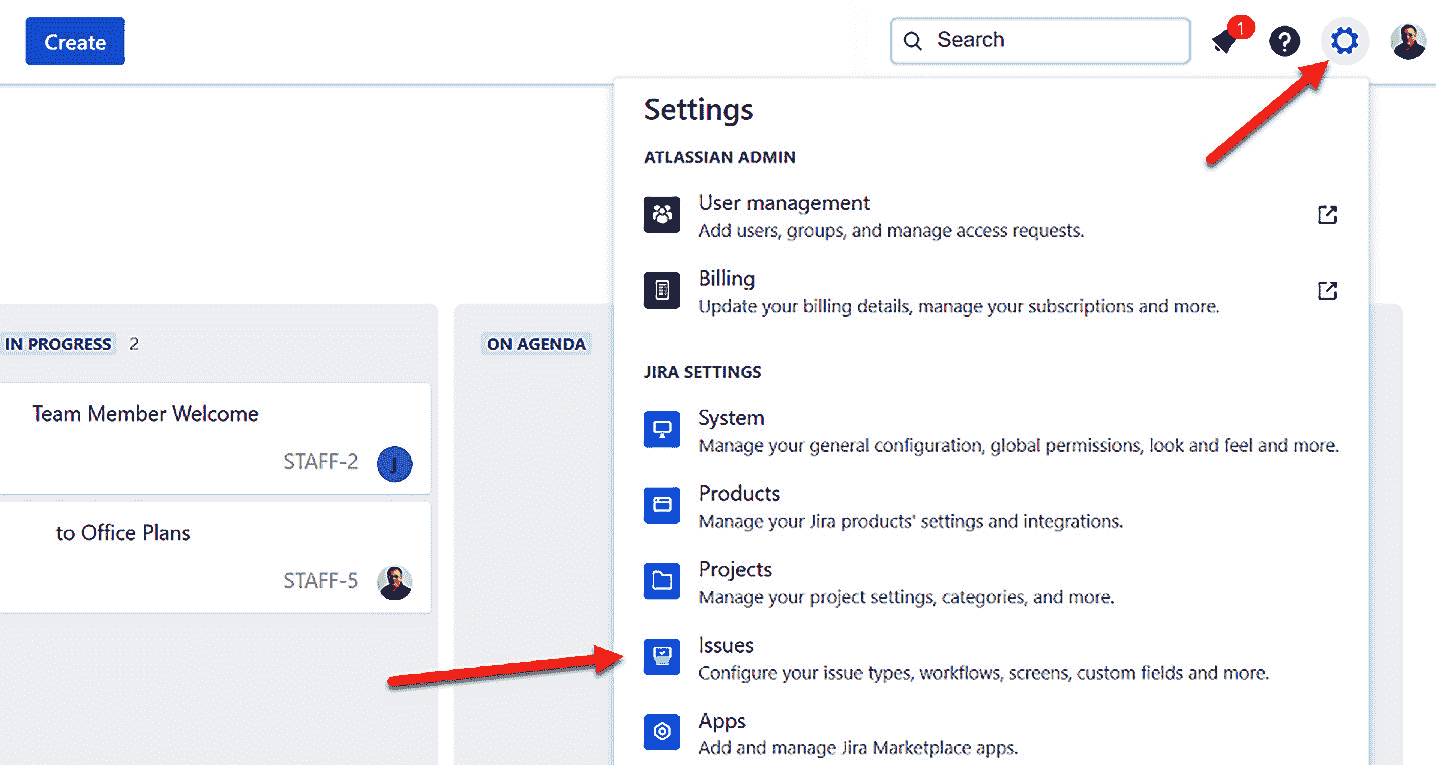 Create
Search
1
?
Settings
ATLASSIAN ADMIN
User management
Add users, groups, and manage access requests.
Billing
Update your billing details, manage your subscriptions and more.
IN PROGRESS 2
ON AGENDA
Team Member Welcome
STAFF-2
J
to Office Plans
STAFF-5
JIRA SETTINGS
System
Manage your general configuration, global permissions, look and feel and more.
Products
Manage your Jira products' settings and integrations.
Projects
Manage your project settings, categories, and more.
Issues
Configure your issue types, workflows, screens, custom fields and more.
Apps
Add and manage Jira Marketplace apps.